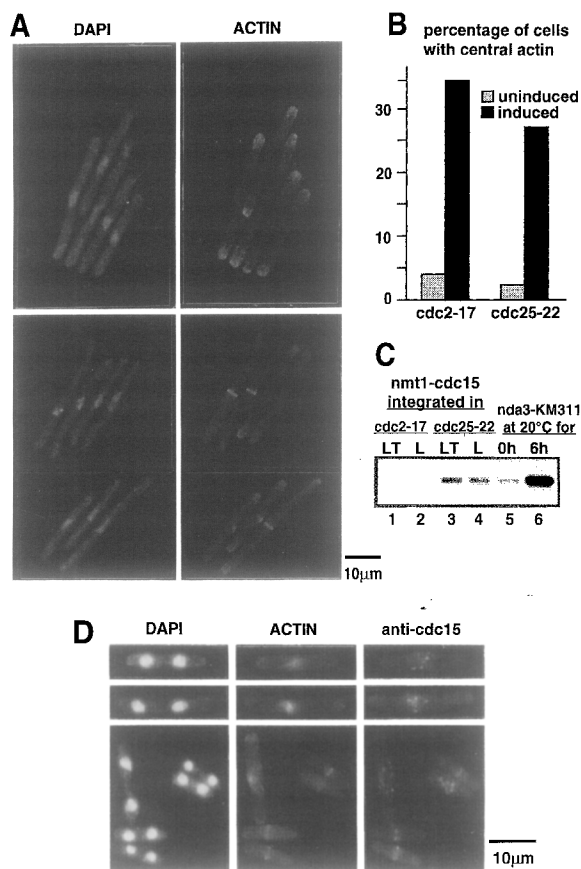 A
DAPI
ACTIN
10µm
B
percentage of cells
with central actin
uninduced
induced
30
20
10
0
cdc2-17
cdc25-22
C
nmt1-cdc15
integrated in
nda3-KM311
at 20°C for
cdc2-17
cdc25-22
LT L LT L 0h 6h
1 2 3 4 5 6
D
DAPI
ACTIN
anti-cdc15
10µm